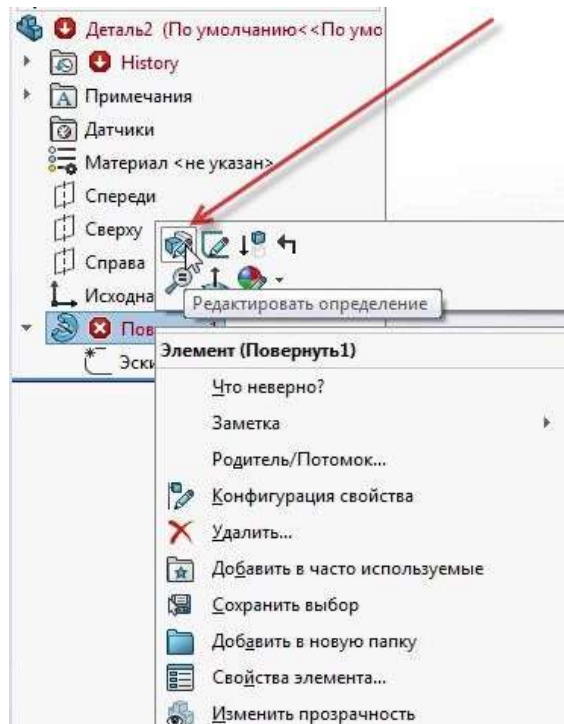 Деталь2 (По умолчанию<<По умо
History
Примечания
Датчики
Материал <не указан>
Спереди
Сверху
Справа
Исходна
Редактировать определение
Пов
Эски
Элемент (Повернуть1)
Что неверно?
Заметка
Родитель/Потомок...
Конфигурация свойства
Удалить...
Добавить в часто используемые
Сохранить выбор
Добавить в новую папку
Свойства элемента...
Изменить прозрачность